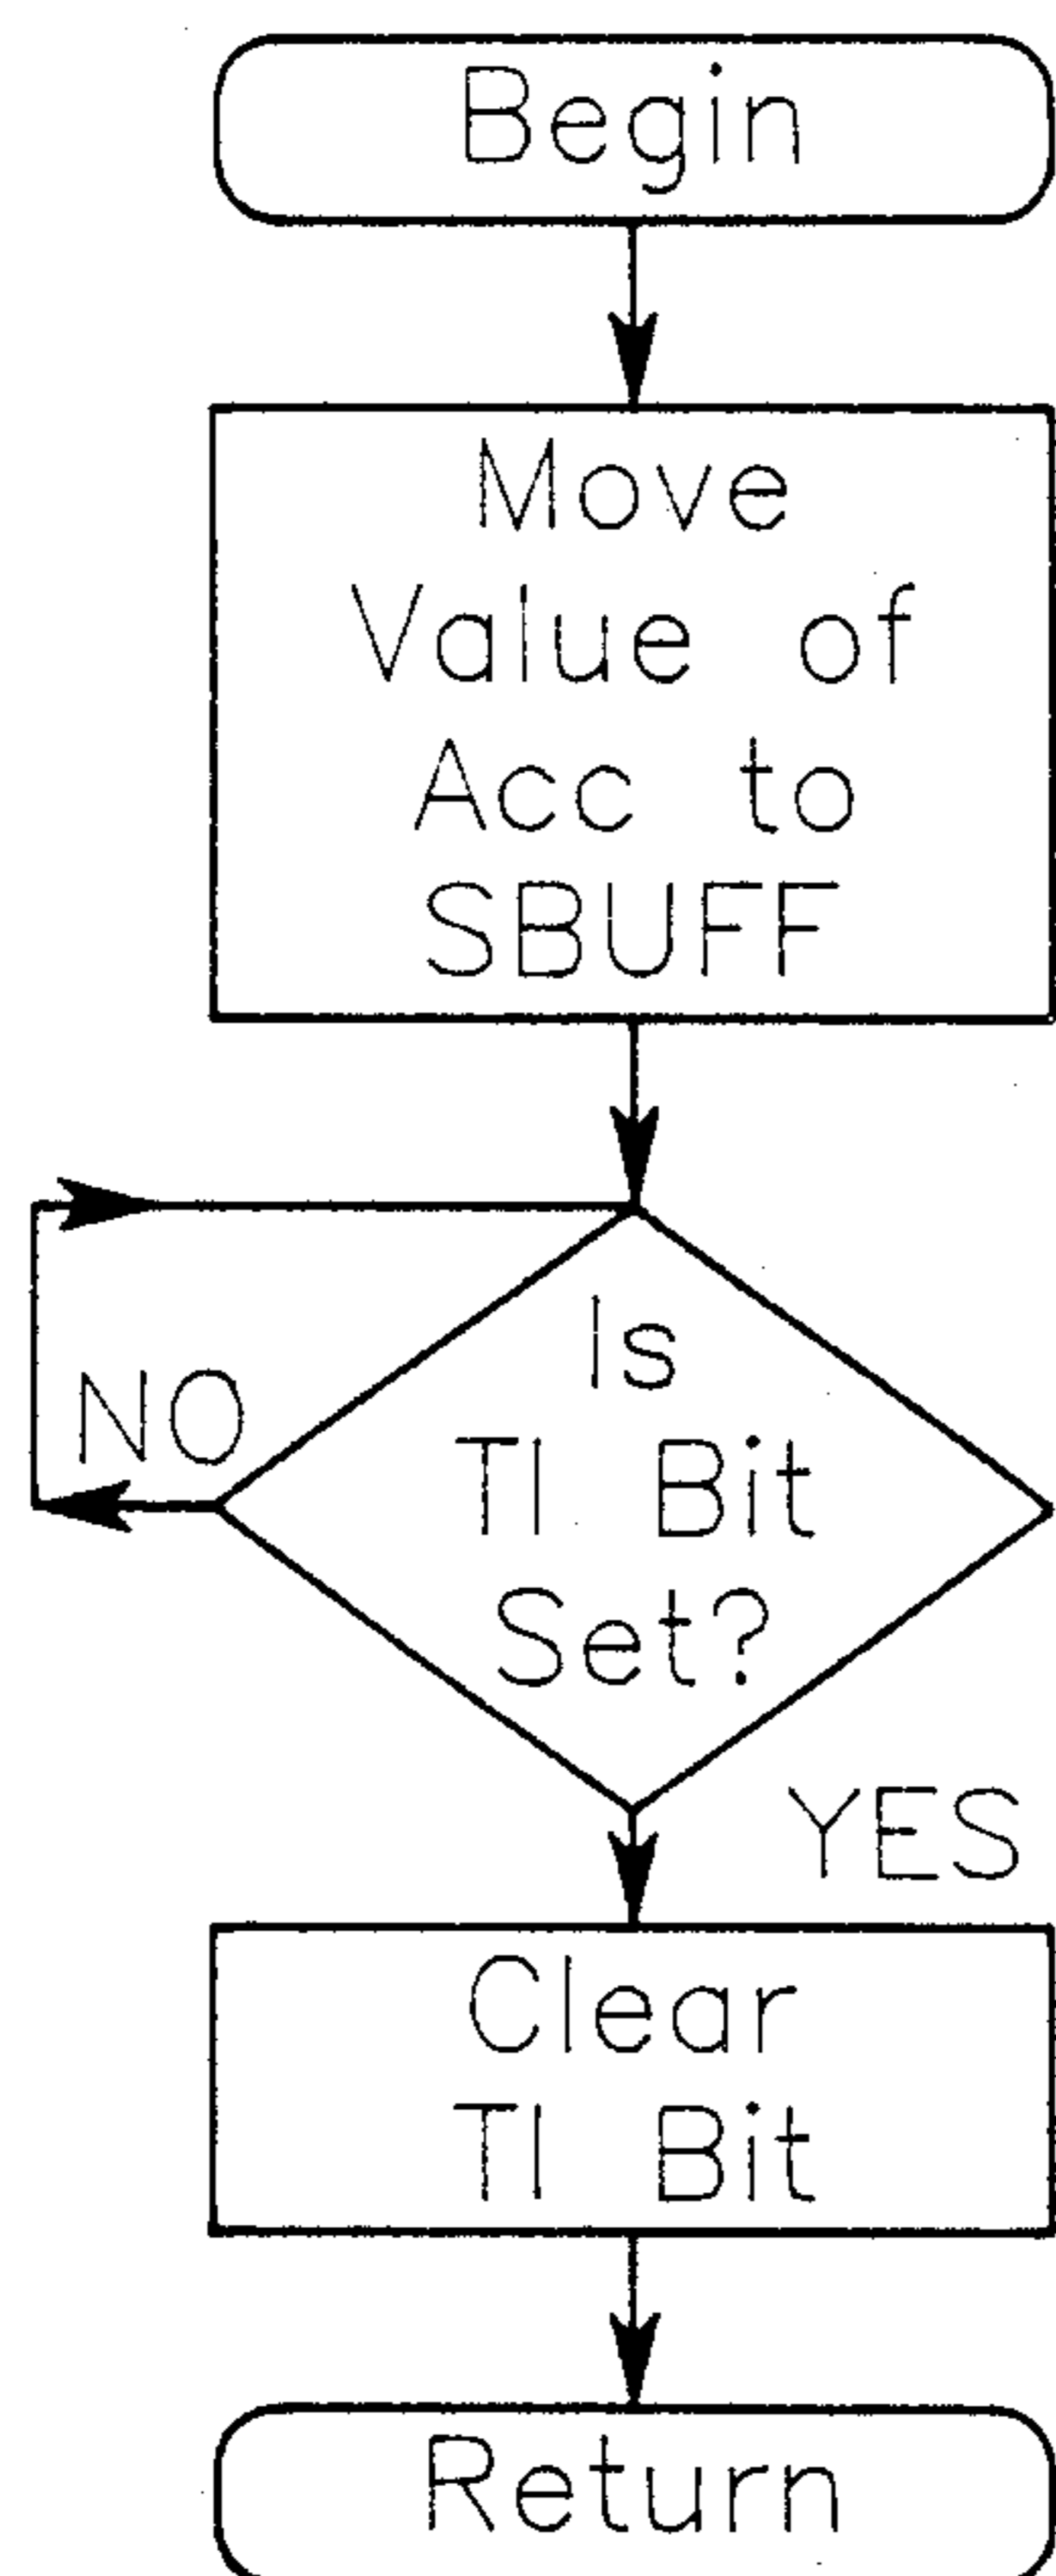 Begin
Move
Value of
Acc to
SBUFF
Is
NO
TI Bit
Set?
YES
Clear
TI Bit
Return